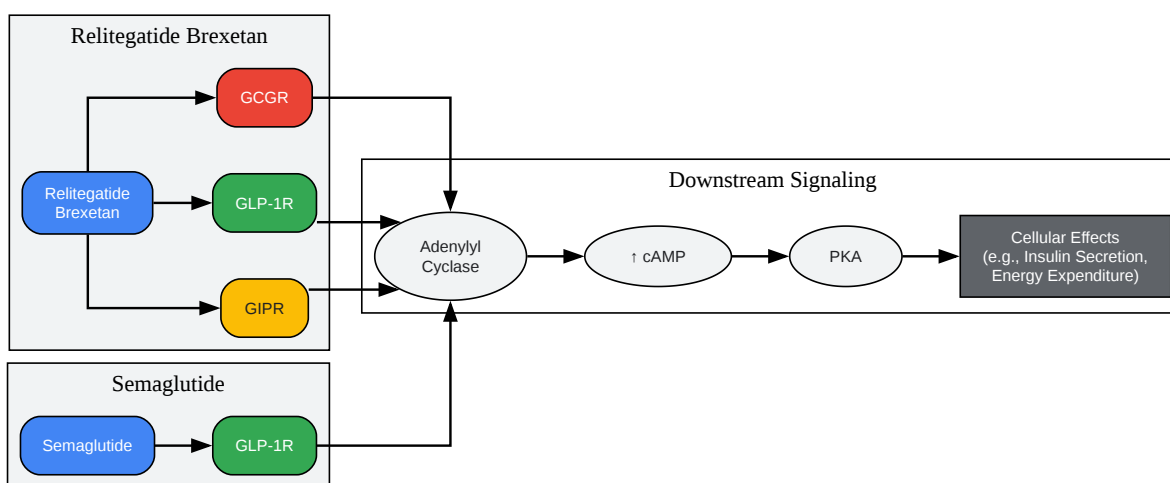 Relitegatide Brexetan
GCGR
Relitegatide
Brexetan
GLP-1R
GIPR
Downstream Signaling
Adenylyl
Cyclase
↑ cAMP
PKA
Cellular Effects
(e.g., Insulin Secretion,
Energy Expenditure)
Semaglutide
Semaglutide
GLP-1R